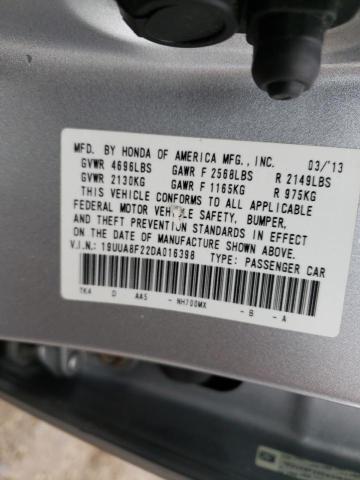 MFD. BY HONDA OF AMERICA MFG., INC. 03/'13
GVWR 4696LBS GAWR F 2568LBS R 2149LBS
GVWR 2130KG GAWR F 1165KG R 975KG
THIS VEHICLE CONFORMS TO ALL APPLICABLE
FEDERAL MOTOR VEHICLE SAFETY, BUMPER,
AND THEFT PREVENTION STANDARDS IN EFFECT
ON THE DATE OF MANUFACTURE SHOWN ABOVE.
V.I.N.: 19UUA8F22DA016398 TYPE: PASSENGER CAR
TK4 D AA5 - NH700MX - B - A